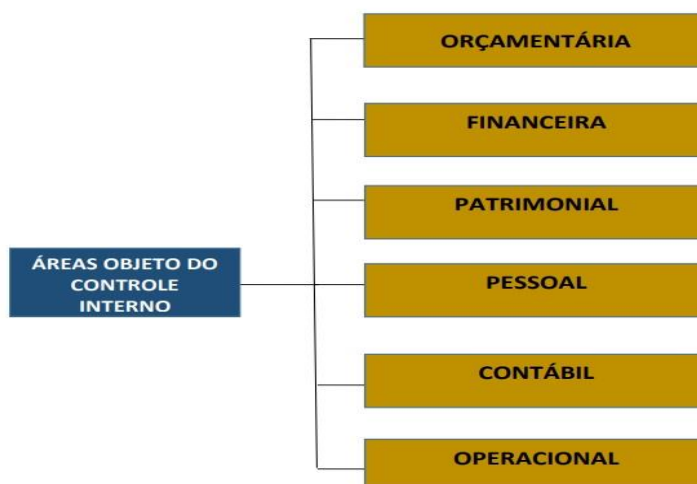 ÁREAS OBJETO DO
CONTROLE
INTERNO
ORÇAMENTÁRIA
FINANCEIRA
PATRIMONIAL
PESSOAL
CONTÁBIL
OPERACIONAL